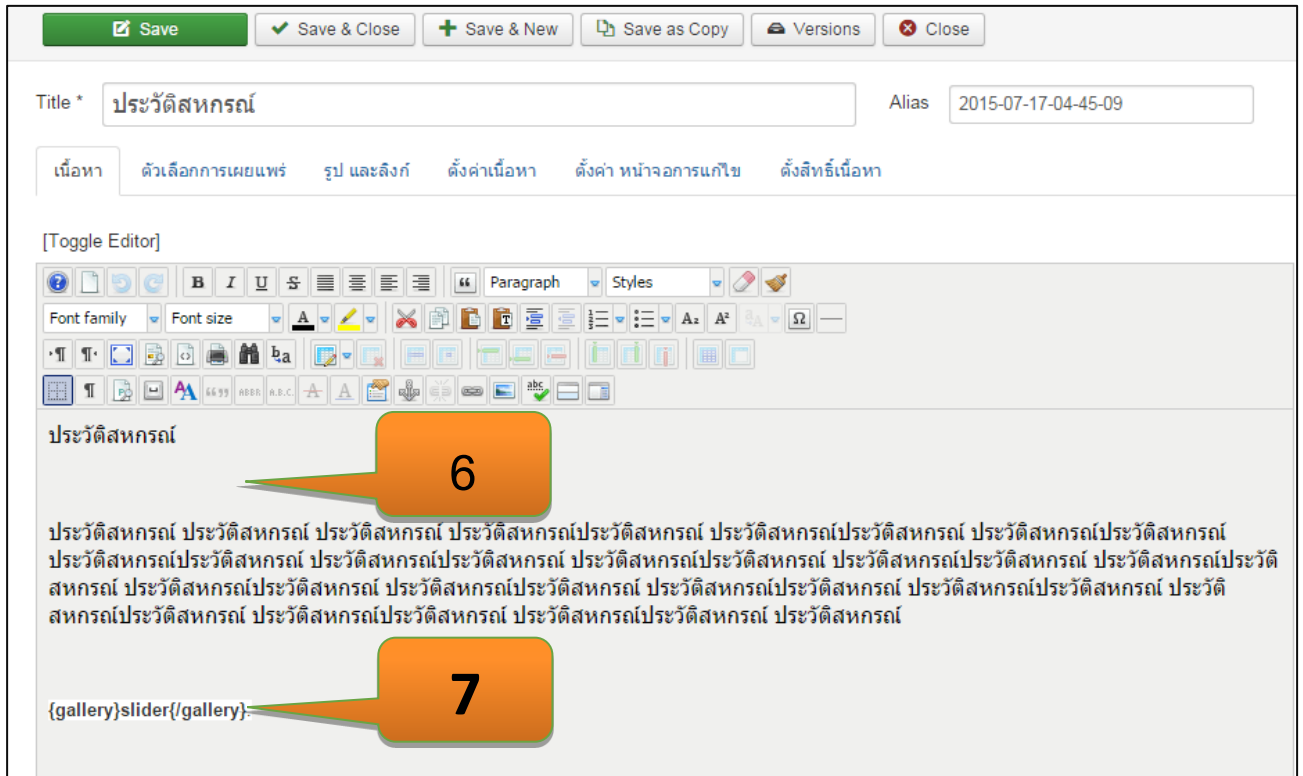 Save Save & Close Save & New Save as Copy Versions Close
Title * ประวัติสหกรณ์ Alias 2015-07-17-04-45-09
เนื้อหา ตัวเลือกการเผยแพร่ รูป และลิงก์ ตั้งค่าเนื้อหา ตั้งค่า หน้าจอการแก้ไข ตั้งสิทธิ์เนื้อหา
[Toggle Editor]
B I U S Paragraph Styles
Font family Font size
ประวัติสหกรณ์
6
ประวัติสหกรณ์ ประวัติสหกรณ์ ประวัติสหกรณ์ ประวัติสหกรณ์ประวัติสหกรณ์ ประวัติสหกรณ์ประวัติสหกรณ์ ประวัติสหกรณ์ประวัติสหกรณ์
ประวัติสหกรณ์ประวัติสหกรณ์ ประวัติสหกรณ์ประวัติสหกรณ์ ประวัติสหกรณ์ประวัติสหกรณ์ ประวัติสหกรณ์ประวัติสหกรณ์ ประวัติสหกรณ์ประวัติ
สหกรณ์ ประวัติสหกรณ์ประวัติสหกรณ์ ประวัติสหกรณ์ประวัติสหกรณ์ ประวัติสหกรณ์ประวัติสหกรณ์ ประวัติสหกรณ์ประวัติสหกรณ์ ประวัติ
สหกรณ์ประวัติสหกรณ์ ประวัติสหกรณ์ประวัติสหกรณ์ ประวัติสหกรณ์ประวัติสหกรณ์ ประวัติสหกรณ์
7
{gallery}slider{/gallery}.